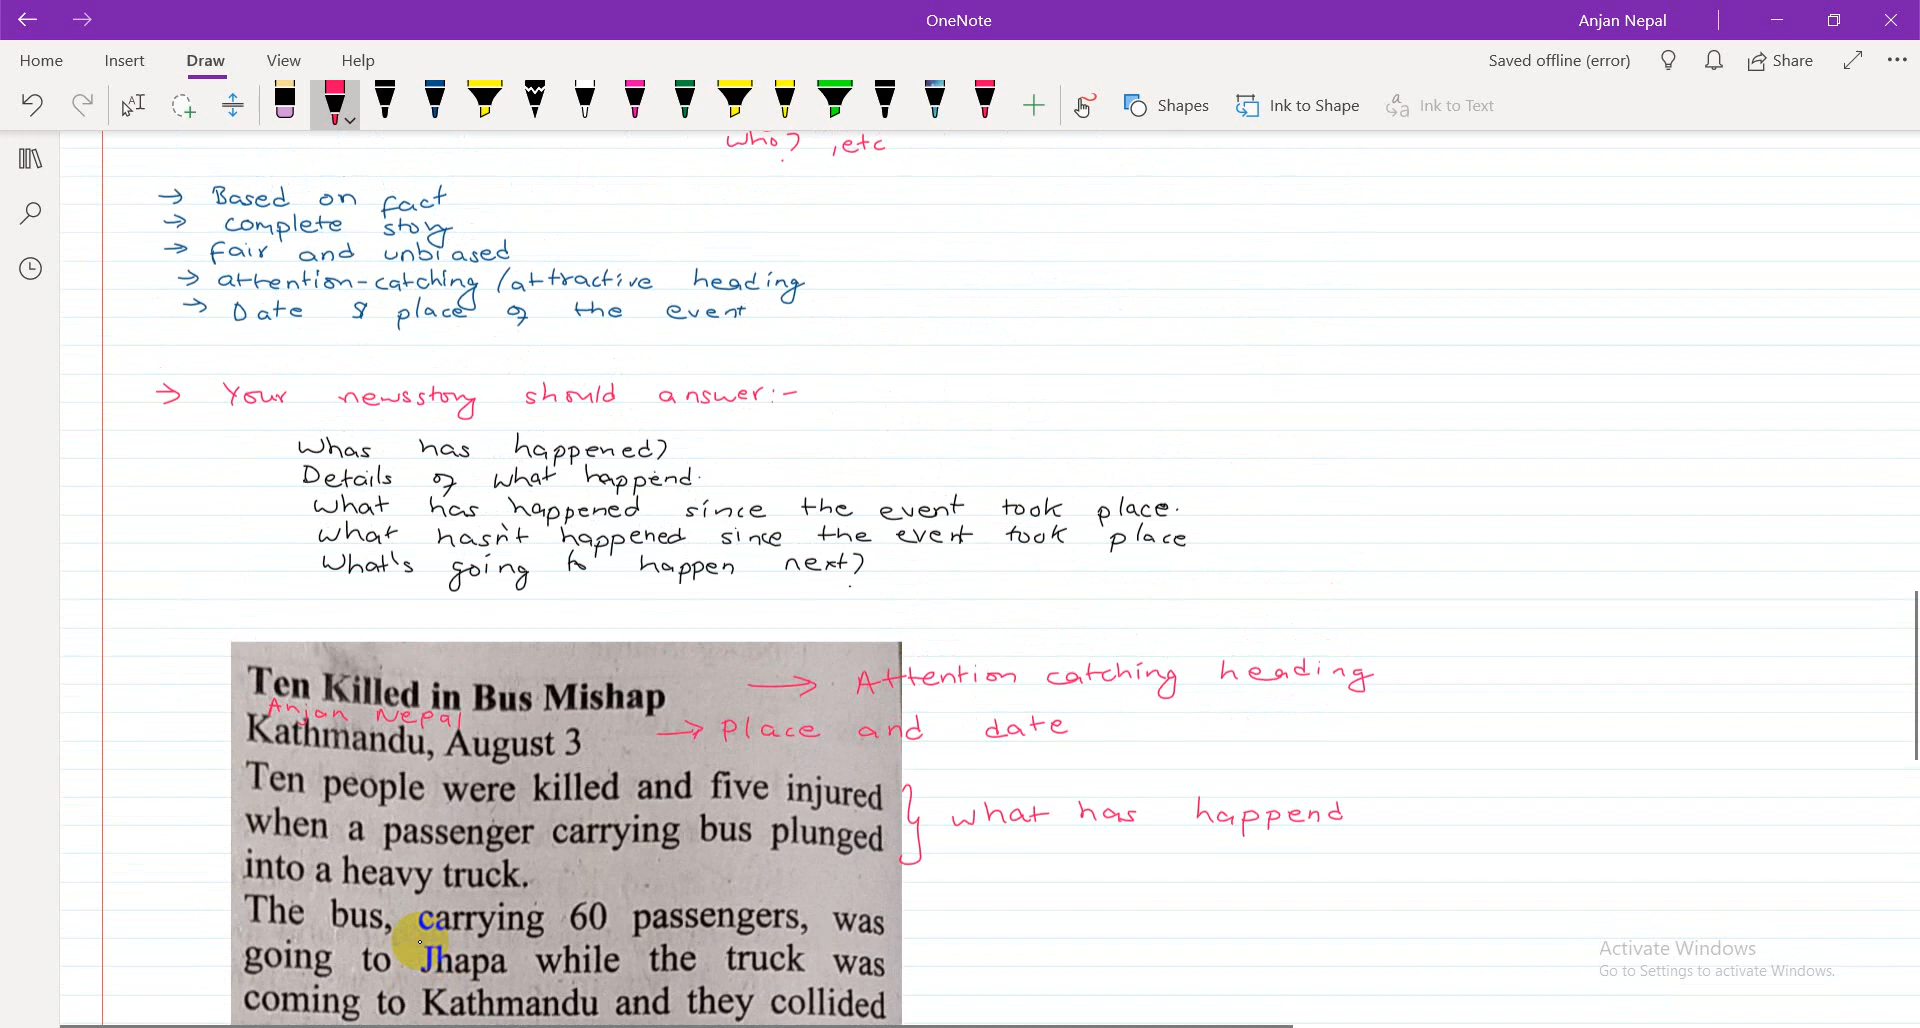 OneNote
Anjan Nepal
Home Insert Draw View Help
Saved offline (error) Share
Shapes Ink to Shape Ink to Text
Who? , etc
→ Based on fact
→ complete story
→ fair and unbiased
→ attention-catching /attractive heading
→ Date & place of the event
→ Your newsstory should answer:-
Whas has happened?
Details of what happend.
What has happened since the event took place.
What hasn't happened since the event took place
What's going to happen next?
Ten Killed in Bus Mishap → Attention catching heading
Anjan Nepal
Kathmandu, August 3 → Place and date
Ten people were killed and five injured
when a passenger carrying bus plunged } what has happend
into a heavy truck.
The bus, carrying 60 passengers, was
going to Jhapa while the truck was
coming to Kathmandu and they collided
Activate Windows
Go to Settings to activate Windows.